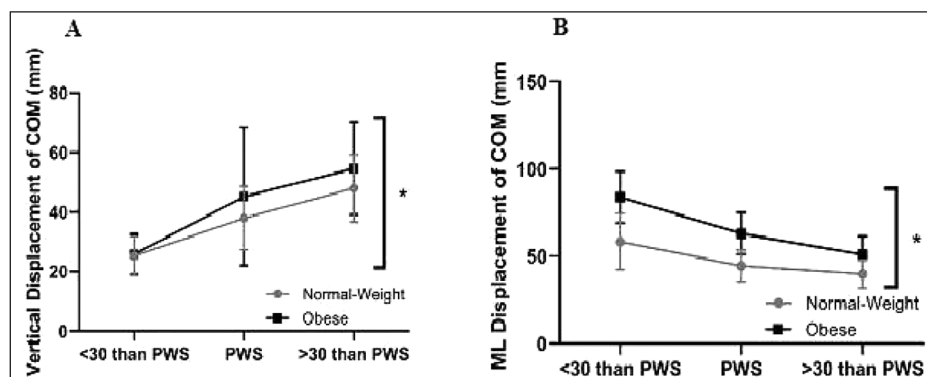 A
Vertical Displacement of COM (mm)
80
60
40
20
0
<30 than PWS PWS >30 than PWS
Normal-Weight
Obese
*
B
ML Displacement of COM (mm)
150
100
50
0
<30 than PWS PWS >30 than PWS
Normal-Weight
Obese
*